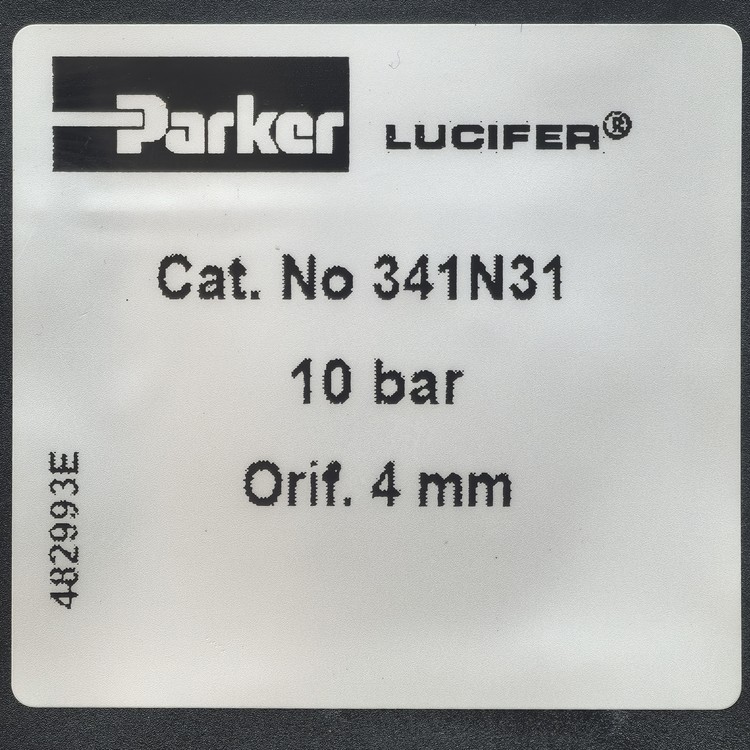 Parker LUCIFER®
Cat. No 341N31
10 bar
Orif. 4 mm
482993E